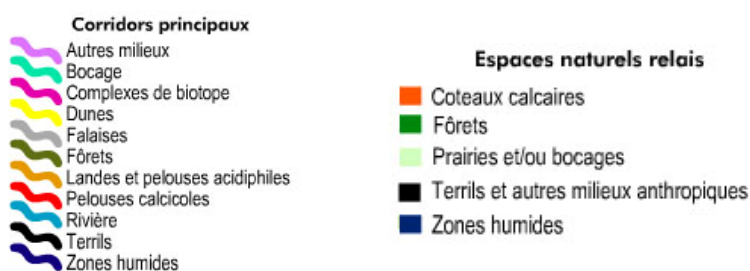 Corridors principaux
Autres milieux
Bocage
Complexes de biotope
Dunes
Falaises
Fôrets
Landes et pelouses acidiphiles
Pelouses calcicoles
Rivière
Terrils
Zones humides
Espaces naturels relais
Coteaux calcaires
Fôrets
Prairies et/ou bocages
Terrils et autres milieux anthropiques
Zones humides